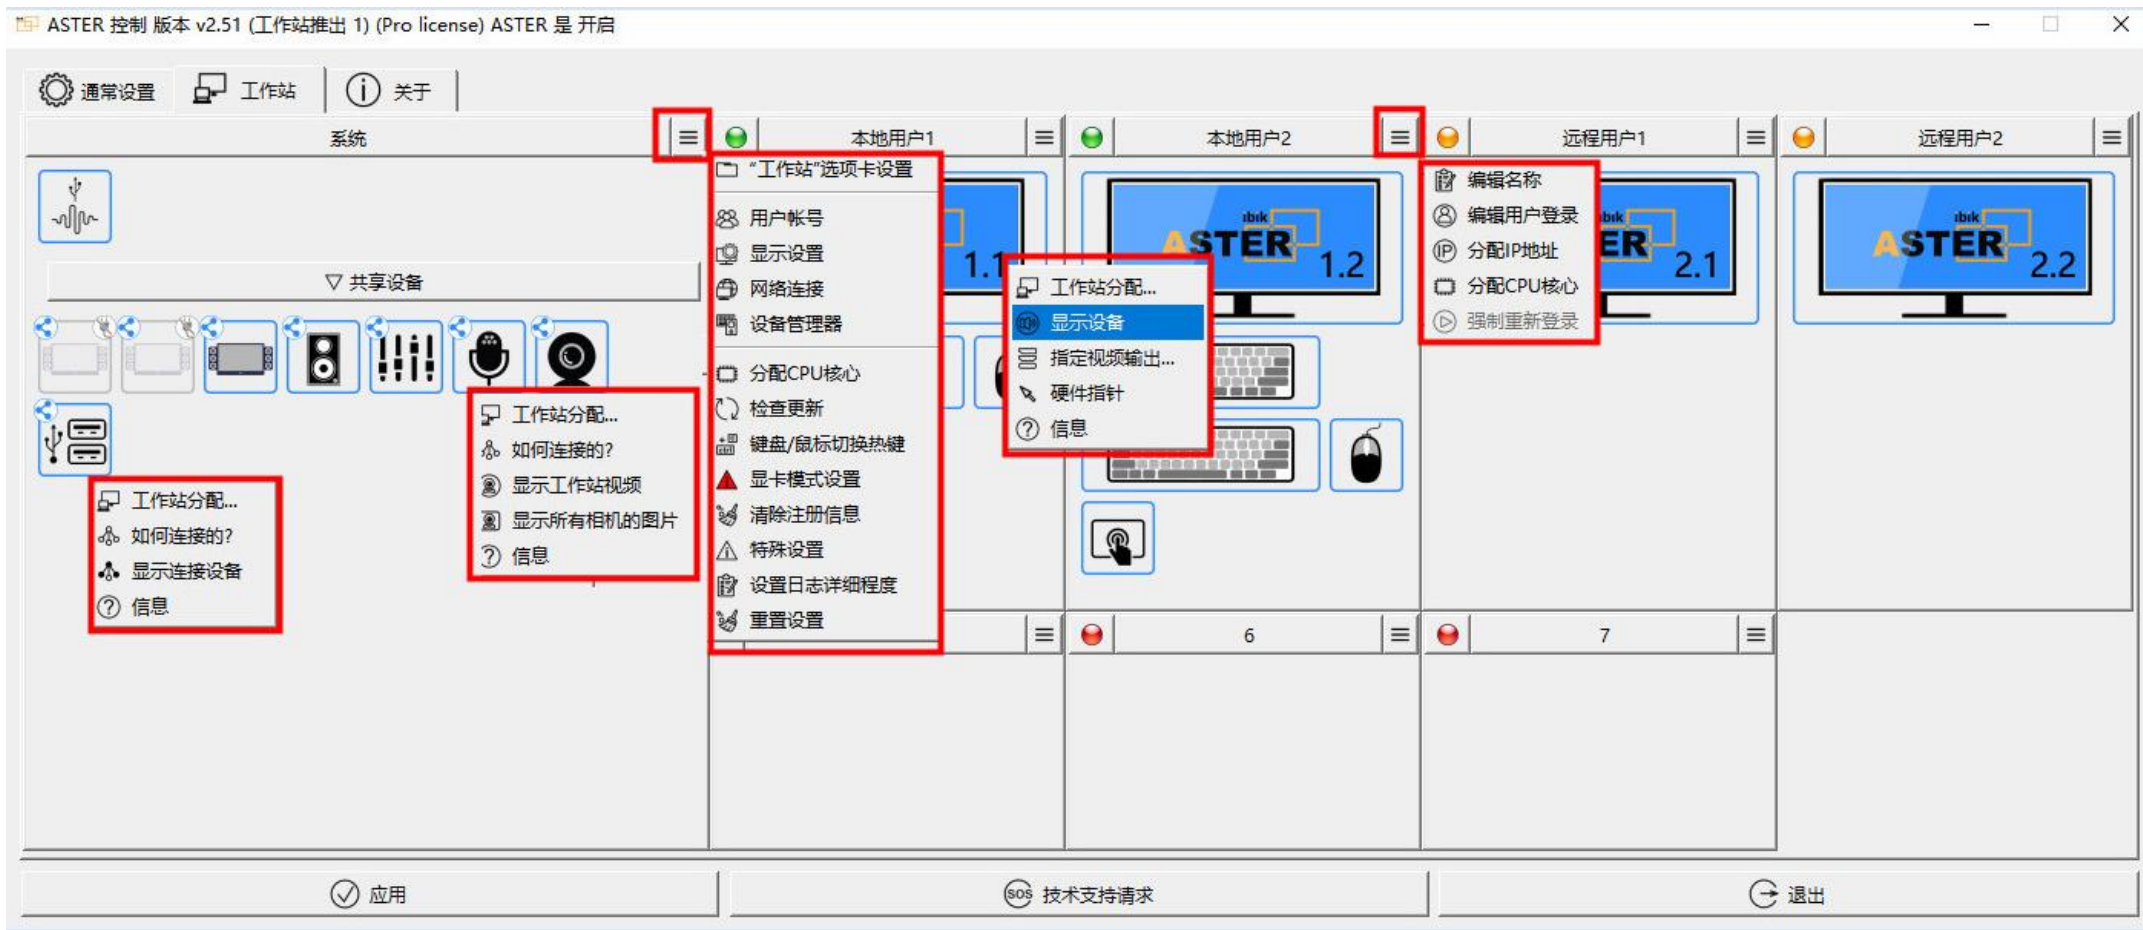 ASTER 控制 版本 v2.51 (工作站推出 1) (Pro license) ASTER 是 开启
通常设置
工作站
关于
系统
本地用户1
本地用户2
远程用户1
远程用户2
共享设备
工作站分配...
如何连接的?
显示连接设备
信息
工作站分配...
如何连接的?
显示工作站视频
显示所有相机的图片
信息
"工作站"选项卡设置
用户帐号
显示设置
网络连接
设备管理器
分配CPU核心
检查更新
键盘/鼠标切换热键
显卡模式设置
清除注册信息
特殊设置
设置日志详细程度
重置设置
1.1
工作站分配...
显示设备
指定视频输出...
硬件指针
信息
ibik
ASTER
1.2
IP
编辑名称
编辑用户登录
分配IP地址
分配CPU核心
强制重新登录
ibik
ER
2.1
ibik
ASTER
2.2
6
7
应用
SOS 技术支持请求
退出